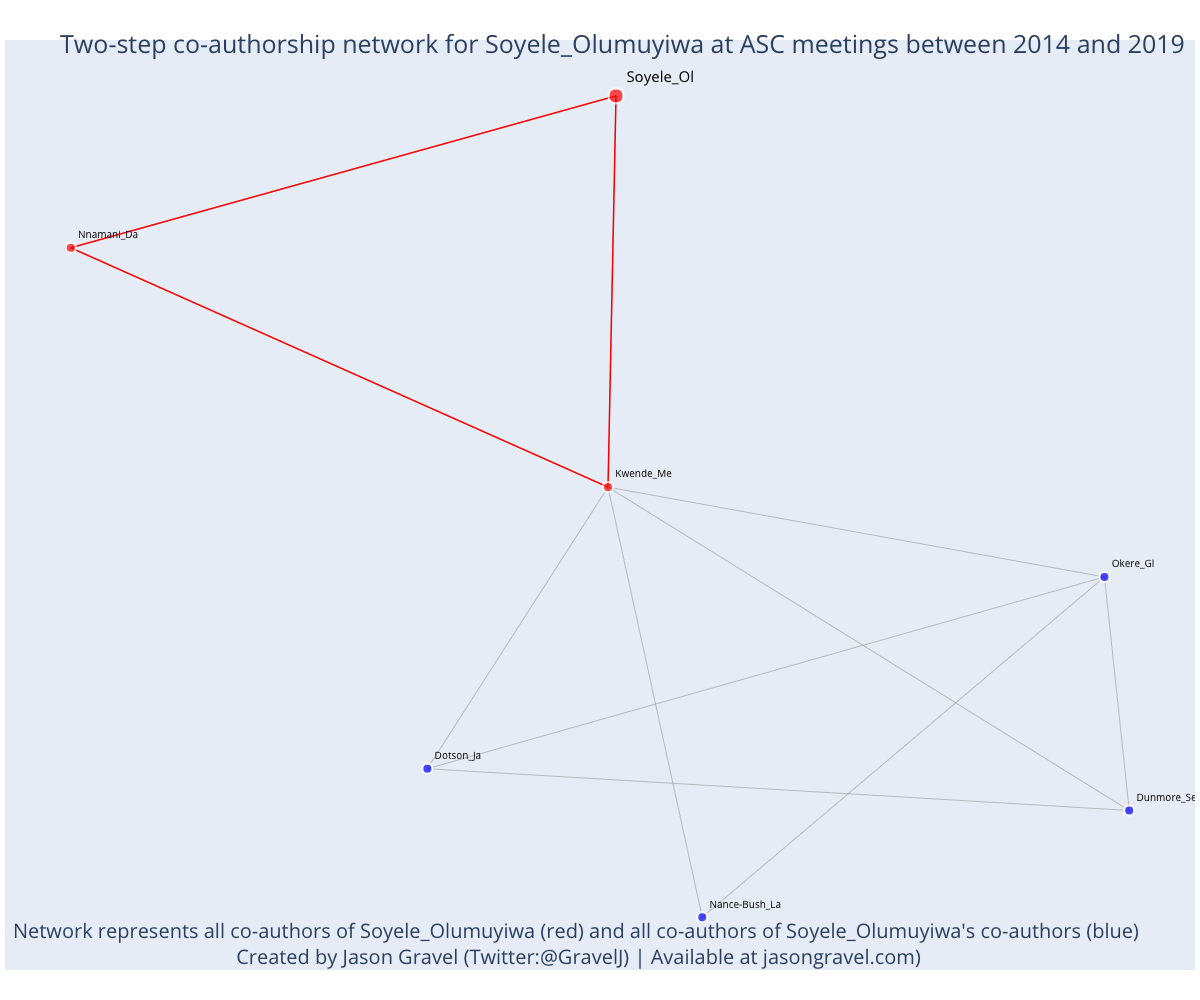 Two-step co-authorship network for Soyele_Olumuyiwa at ASC meetings between 2014 and 2019
Soyele_Ol
Nnamani_Da
Kwende_Me
Okere_Gl
Dotson_Ja
Dunmore_Se
Nance-Bush_La
Network represents all co-authors of Soyele_Olumuyiwa (red) and all co-authors of Soyele_Olumuyiwa's co-authors (blue)
Created by Jason Gravel (Twitter:@GravelJ) | Available at jasongravel.com)